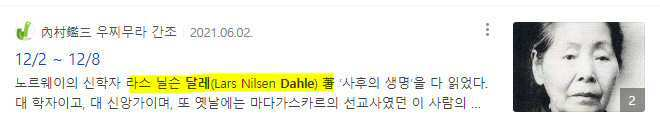 內村鑑三 우찌무라 간조 2021.06.02.
12/2 ~ 12/8
노르웨이의 신학자 라스 닐슨 달레(Lars Nilsen Dahle) 著 '사후의 생명'을 다 읽었다.
대 학자이고, 대 신앙가이며, 또 옛날에는 마다가스카르의 선교사였던 이 사람의 ...
2